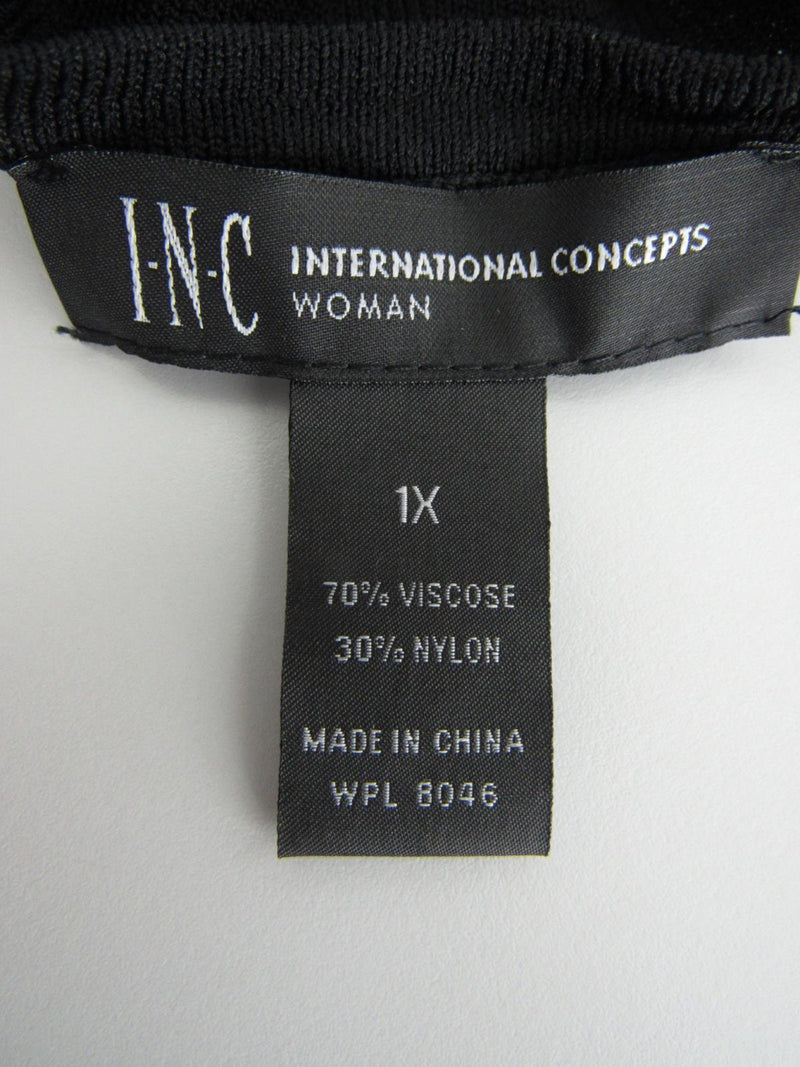 I-N-C INTERNATIONAL CONCEPTS
WOMAN
1X
70% VISCOSE
30% NYLON
MADE IN CHINA
WPL 8046